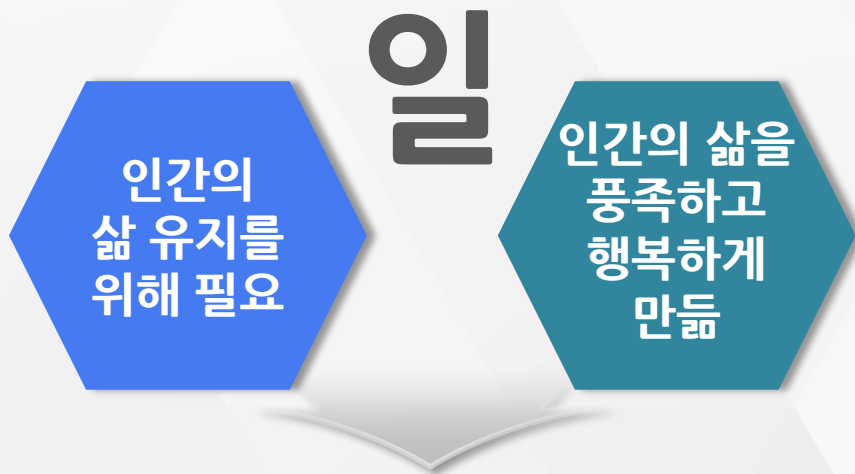 일
인간의
삶 유지를
위해 필요
인간의 삶을
풍족하고
행복하게
만듦